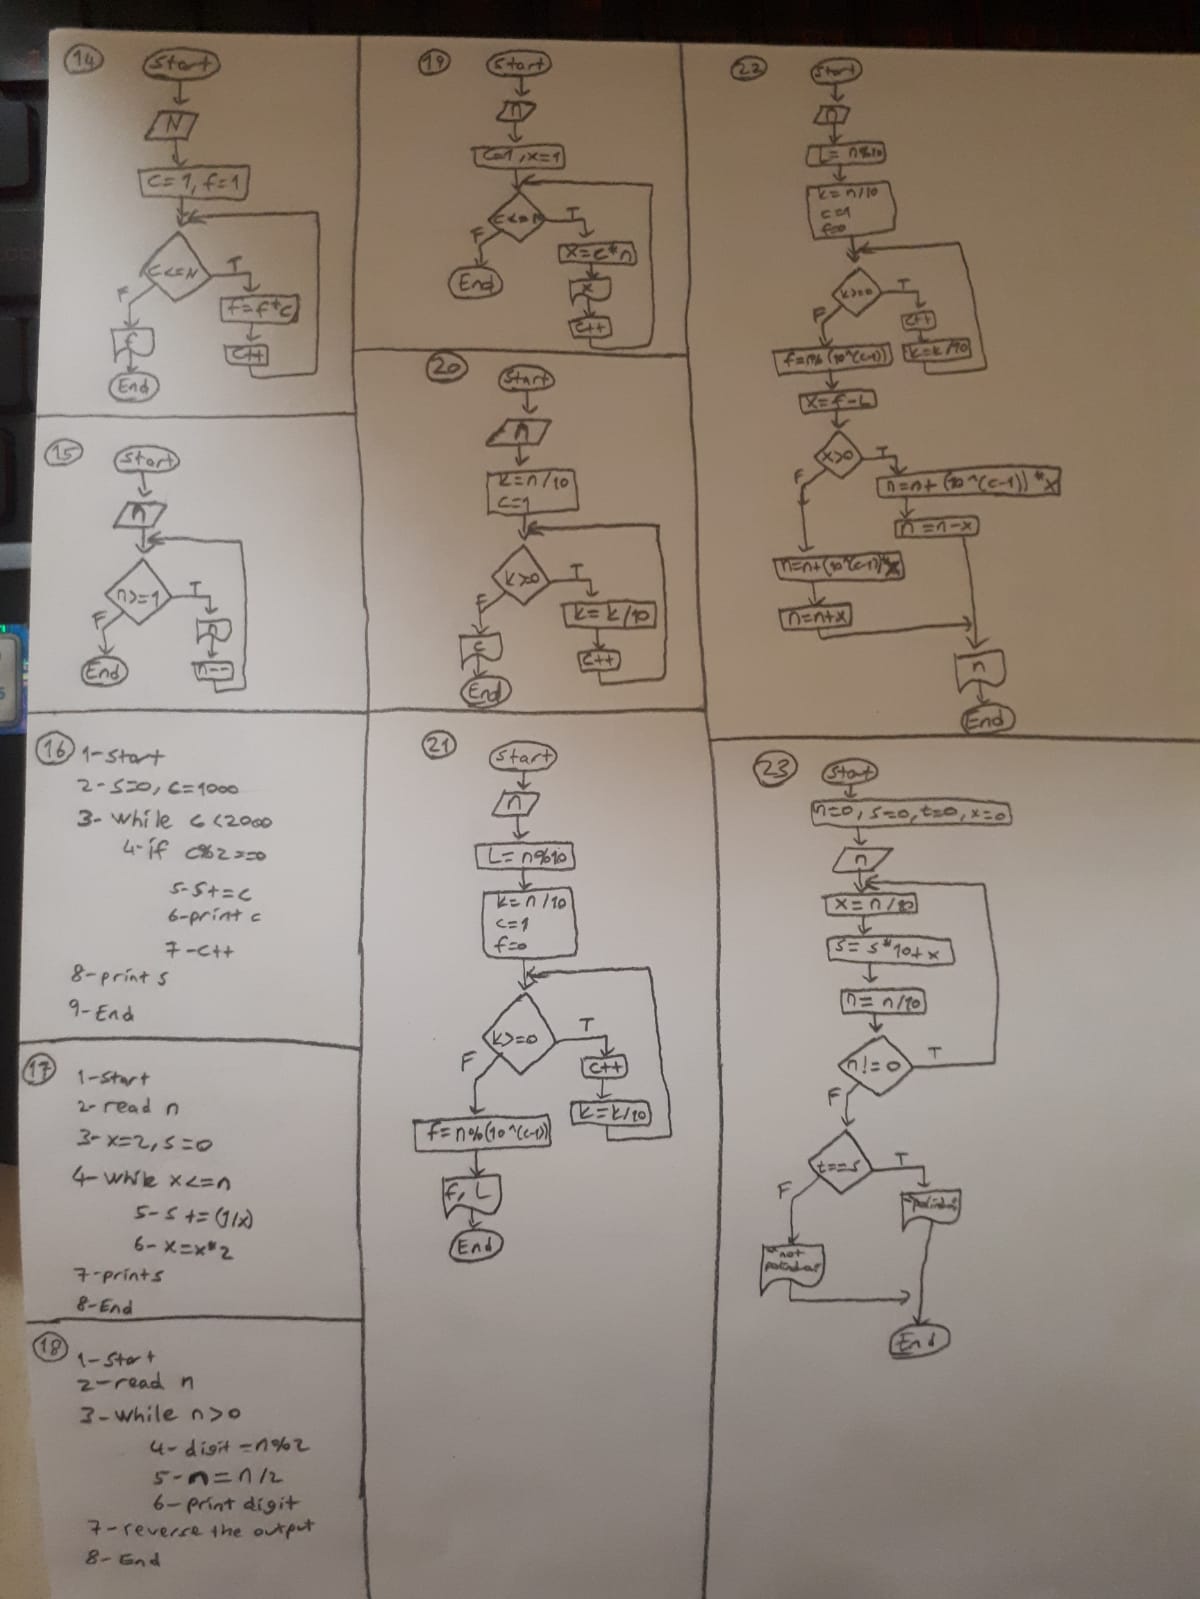 14
Start
N
c=1, f=1
c<=N
T
F
f=f*c
c++
f
End
15
Start
n
n>=1
T
F
n
n--
End
16
1-Start
2-S=0, c=1000
3- while c<2000
4-if c%2==0
5-S+=c
6-print c
7-c++
8-print s
9-End
17
1-Start
2-read n
3-x=2, s=0
4-while x<=n
5-S+=(1/x)
6-x=x*2
7-print s
8-End
18
1-Start
2-read n
3-while n>0
4-digit=n%2
5-n=n/2
6-print digit
7-reverse the output
8-End
19
Start
n
c=1, x=1
T
F
x=c*n
x
c++
End
20
Start
n
k=n/10
c=1
k>0
T
F
k=k/10
c++
c
End
21
Start
n
L=n%10
k=n/10
c=1
f=0
k>=0
T
F
c++
k=k/10
f=n%(10^(c-1))
f, L
End
22
Start
n
L=n%10
k=n/10
c=1
f=0
k>=0
T
F
c++
k=k/10
f=n%(10^(c-1))
x=f-L
x>0
T
F
n=n+(10^(c-1))*x
n=n-x
n=n+(10^(c-1))*x
n=n+x
n
End
23
Start
n=0, s=0, t=0, x=0
n
x=n/10
s=s*10+x
n=n/10
n!=0
T
F
t==s
T
F
"not
End